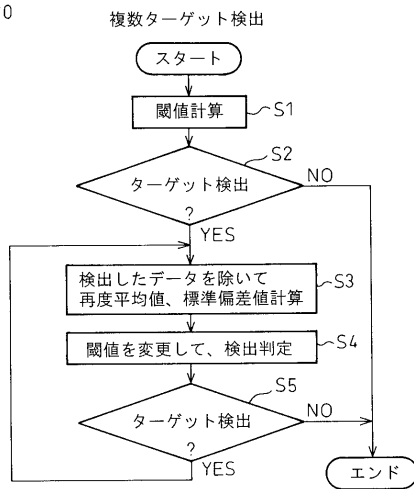 0
複数ターゲット検出
スタート
閾値計算
S1
S2
ターゲット検出
?
NO
YES
検出したデータを除いて
再度平均値、標準偏差値計算
S3
閾値を変更して、検出判定
S4
S5
ターゲット検出
?
NO
YES
エンド